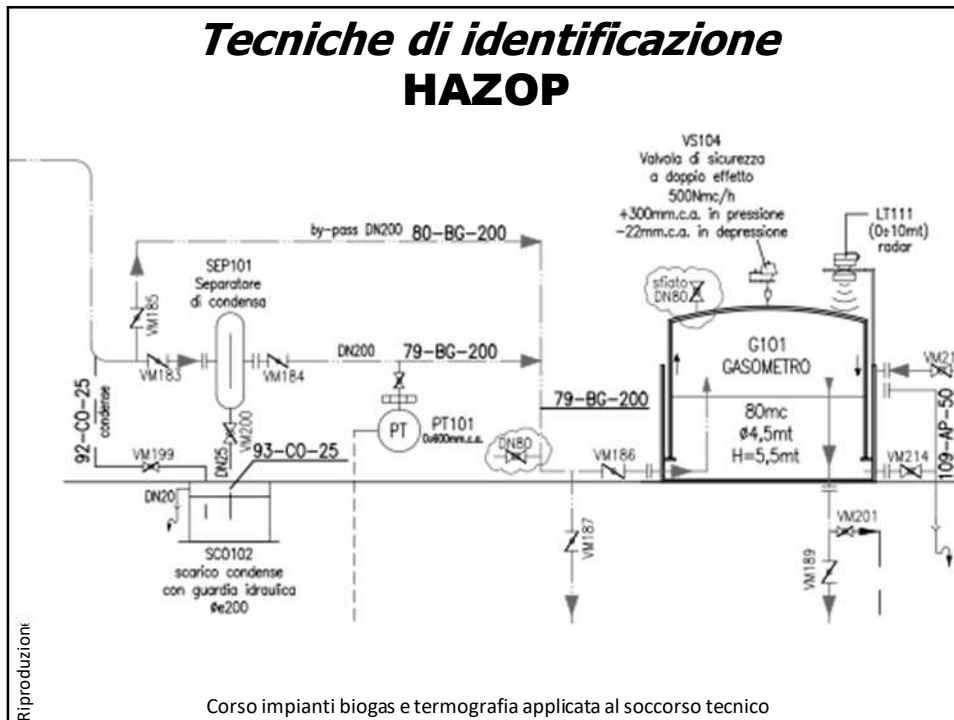 Tecniche di identificazione
HAZOP
VS104
Valvola di sicurezza
a doppio effetto
500Nmc/h
+300mm.c.a. in pressione
-22mm.c.a. in depressione
LT111
(0±10mt)
radar
by-pass DN200 80-BG-200
SEP101
Separatore
di condensa
VM185
sfiato
DN80
G101
GASOMETRO
VM183
VM184
DN200 79-BG-200
VM21
79-BG-200
92-CO-25
condense
DN25
VM200
PT
PT101
80mc
ø4,5mt
H=5,5mt
109-AP-50
DN80
VM186
VM199
93-CO-25
VM214
DN20
VM187
VM201
VM189
SCO102
scarico condense
con guardia idraulica
øe200
Riproduzione
Corso impianti biogas e termografia applicata al soccorso tecnico